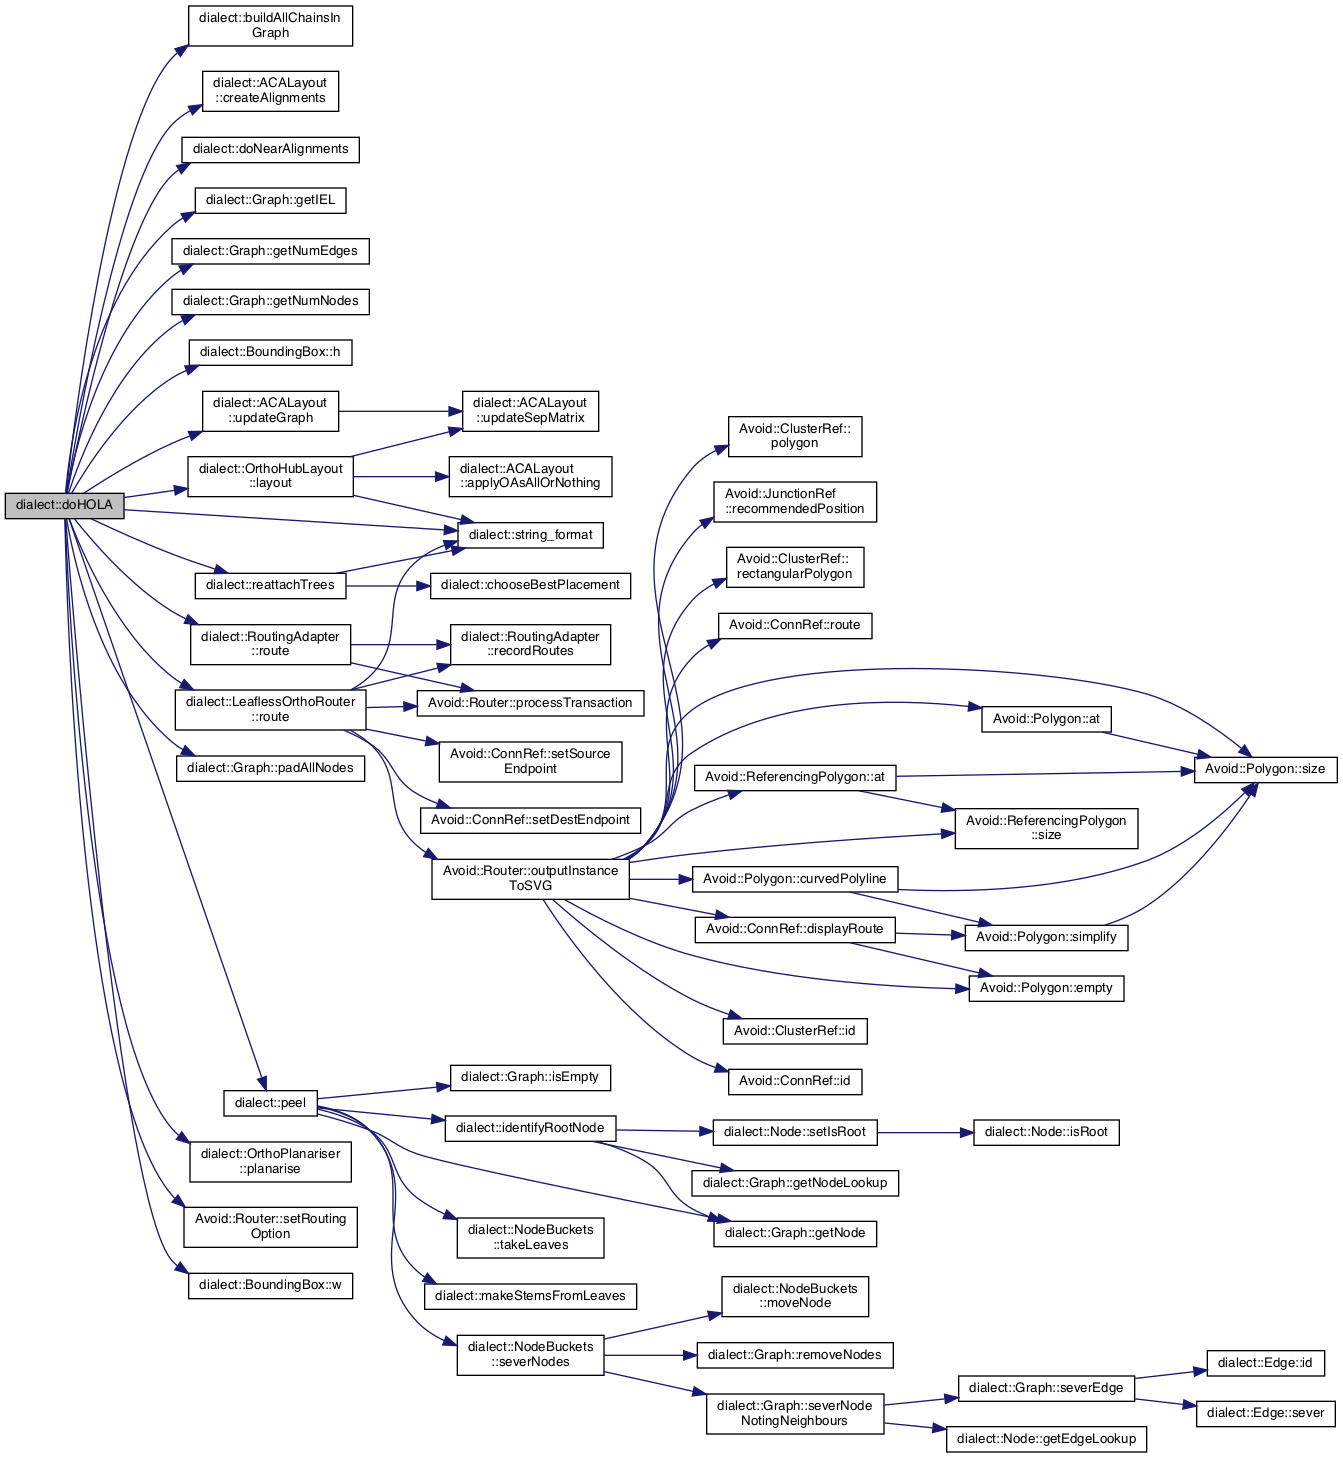 dialect::doHOLA
dialect::buildAllChainsIn
Graph
dialect::ACALayout
::createAlignments
dialect::doNearAlignments
dialect::Graph::getIEL
dialect::Graph::getNumEdges
dialect::Graph::getNumNodes
dialect::BoundingBox::h
dialect::ACALayout
::updateGraph
dialect::OrthoHubLayout
::layout
dialect::reattachTrees
dialect::RoutingAdapter
::route
dialect::LeaflessOrthoRouter
::route
dialect::Graph::padAllNodes
dialect::peel
dialect::OrthoPlanariser
::planarise
Avoid::Router::setRouting
Option
dialect::BoundingBox::w
dialect::ACALayout
::updateSepMatrix
dialect::ACALayout
::applyOAsAllOrNothing
dialect::string_format
dialect::chooseBestPlacement
dialect::RoutingAdapter
::recordRoutes
Avoid::Router::processTransaction
Avoid::ConnRef::setSource
Endpoint
Avoid::ConnRef::setDestEndpoint
Avoid::Router::outputInstance
ToSVG
dialect::Graph::isEmpty
dialect::identifyRootNode
dialect::NodeBuckets
::takeLeaves
dialect::makeStemsFromLeaves
dialect::NodeBuckets
::severNodes
Avoid::ClusterRef::
polygon
Avoid::JunctionRef
::recommendedPosition
Avoid::ClusterRef::
rectangularPolygon
Avoid::ConnRef::route
Avoid::Polygon::at
Avoid::Polygon::size
Avoid::ReferencingPolygon::at
Avoid::ReferencingPolygon
::size
Avoid::Polygon::curvedPolyline
Avoid::ConnRef::displayRoute
Avoid::Polygon::simplify
Avoid::Polygon::empty
Avoid::ClusterRef::id
Avoid::ConnRef::id
dialect::Node::setIsRoot
dialect::Node::isRoot
dialect::Graph::getNodeLookup
dialect::Graph::getNode
dialect::NodeBuckets
::moveNode
dialect::Graph::removeNodes
dialect::Graph::severNode
NotingNeighbours
dialect::Graph::severEdge
dialect::Node::getEdgeLookup
dialect::Edge::id
dialect::Edge::sever